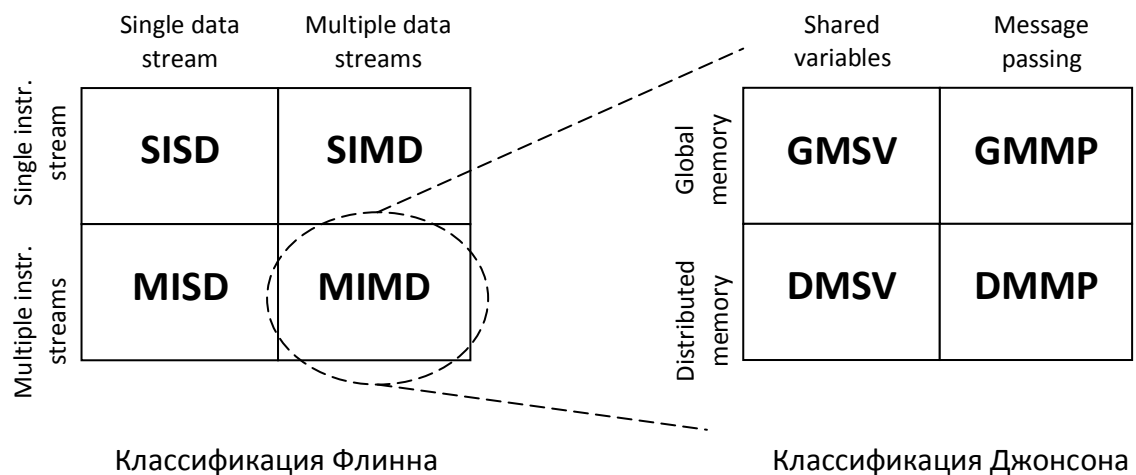 Single data
stream
Multiple data
streams
Single instr.
stream
SISD
SIMD
Multiple instr.
streams
MISD
MIMD
Классификация Флинна
Shared
variables
Message
passing
Global
memory
GMSV
GMMP
Distributed
memory
DMSV
DMMP
Классификация Джонсона